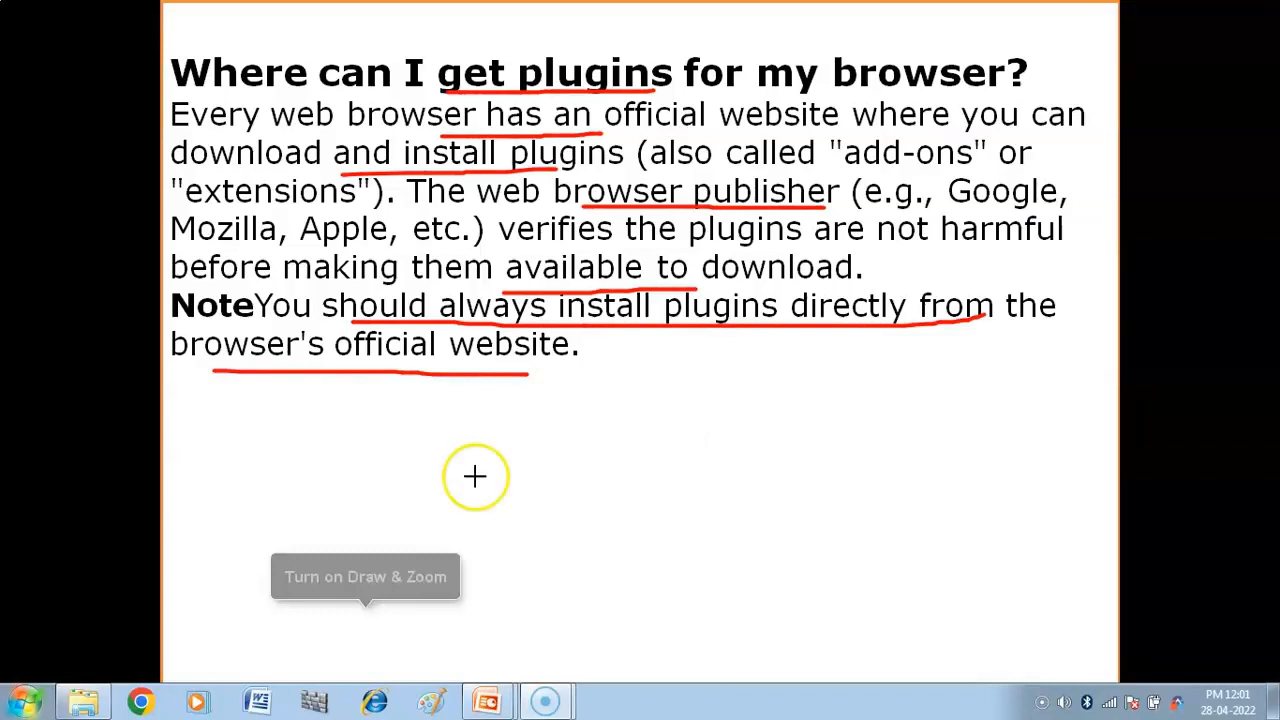 Where can I get plugins for my browser?
Every web browser has an official website where you can
download and install plugins (also called "add-ons" or
"extensions"). The web browser publisher (e.g., Google,
Mozilla, Apple, etc.) verifies the plugins are not harmful
before making them available to download.
NoteYou should always install plugins directly from the
browser's official website.
Turn on Draw & Zoom
PM 12:01
28-04-2022